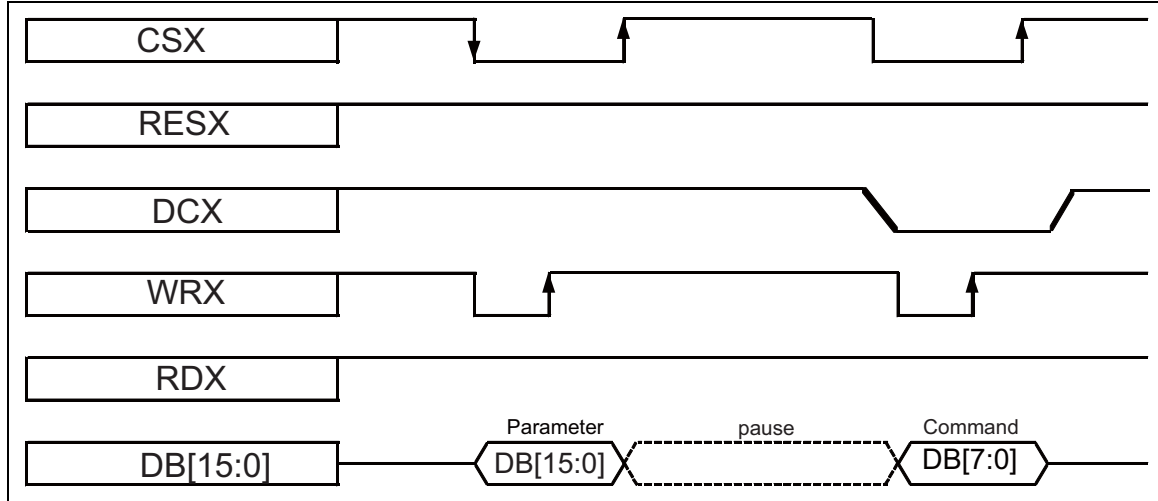 CSX
RESX
DCX
WRX
RDX
Parameter pause Command
DB[15:0] DB[15:0] DB[7:0]